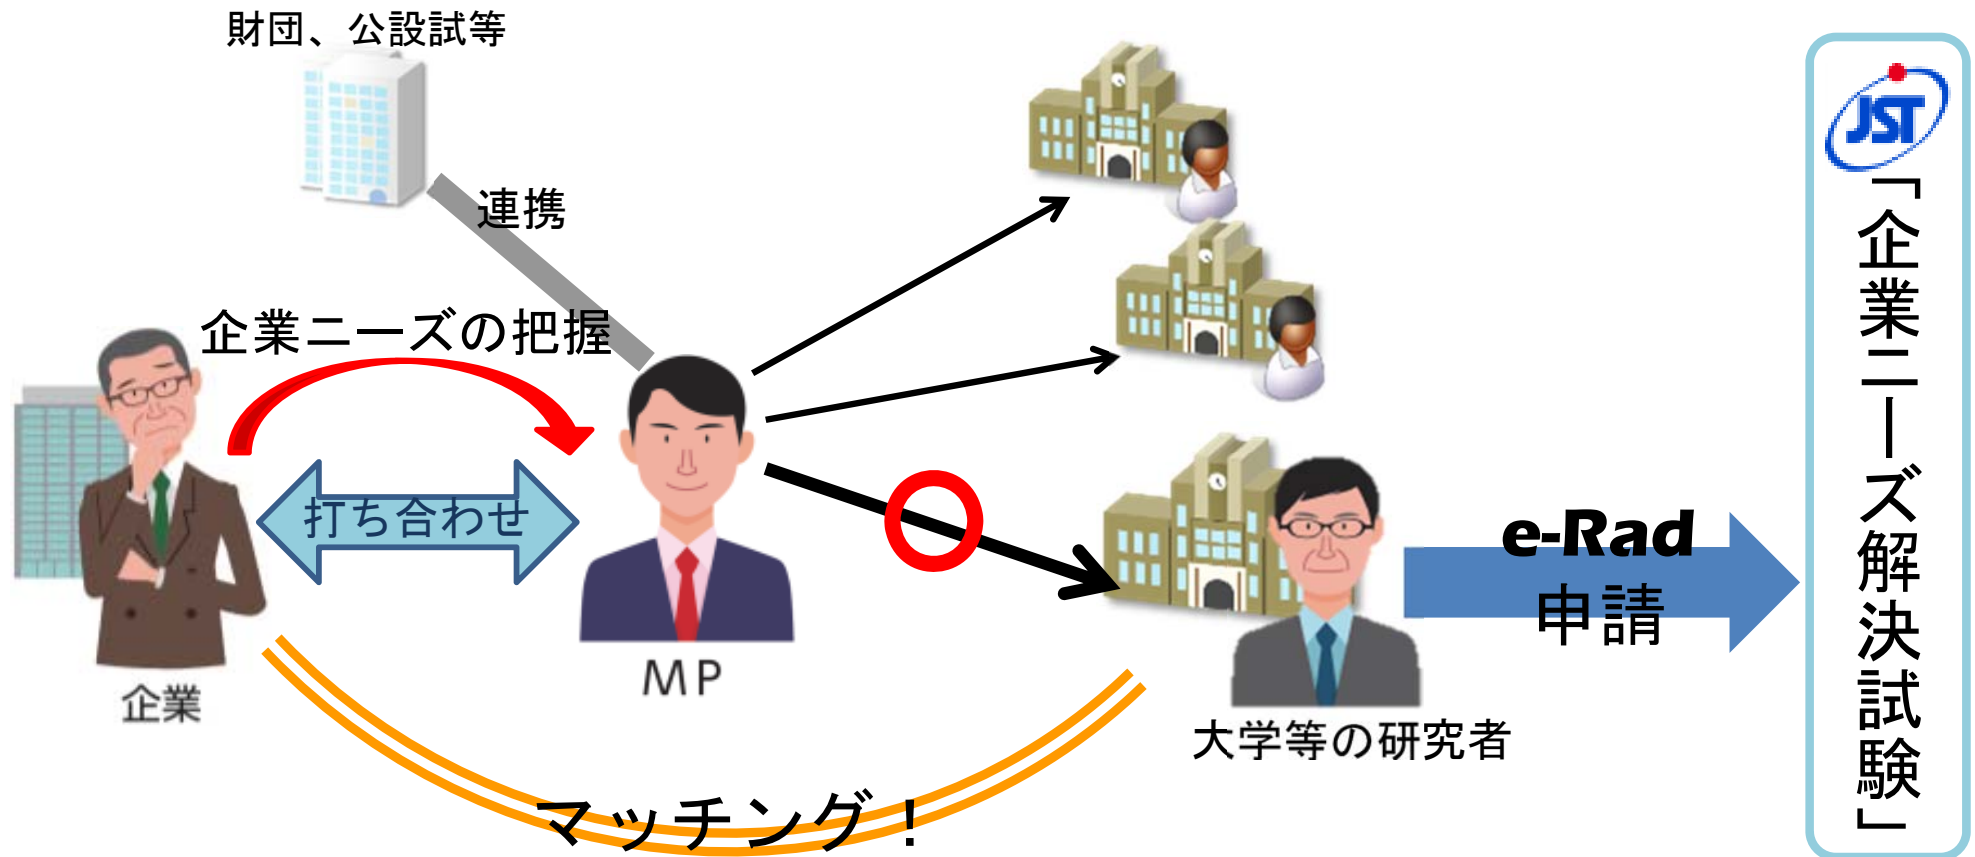 財団、公設試等
連携
企業ニーズの把握
打ち合わせ
企業
MP
マッチング！
大学等の研究者
e-Rad
申請
JST
「企業ニーズ解決試験」